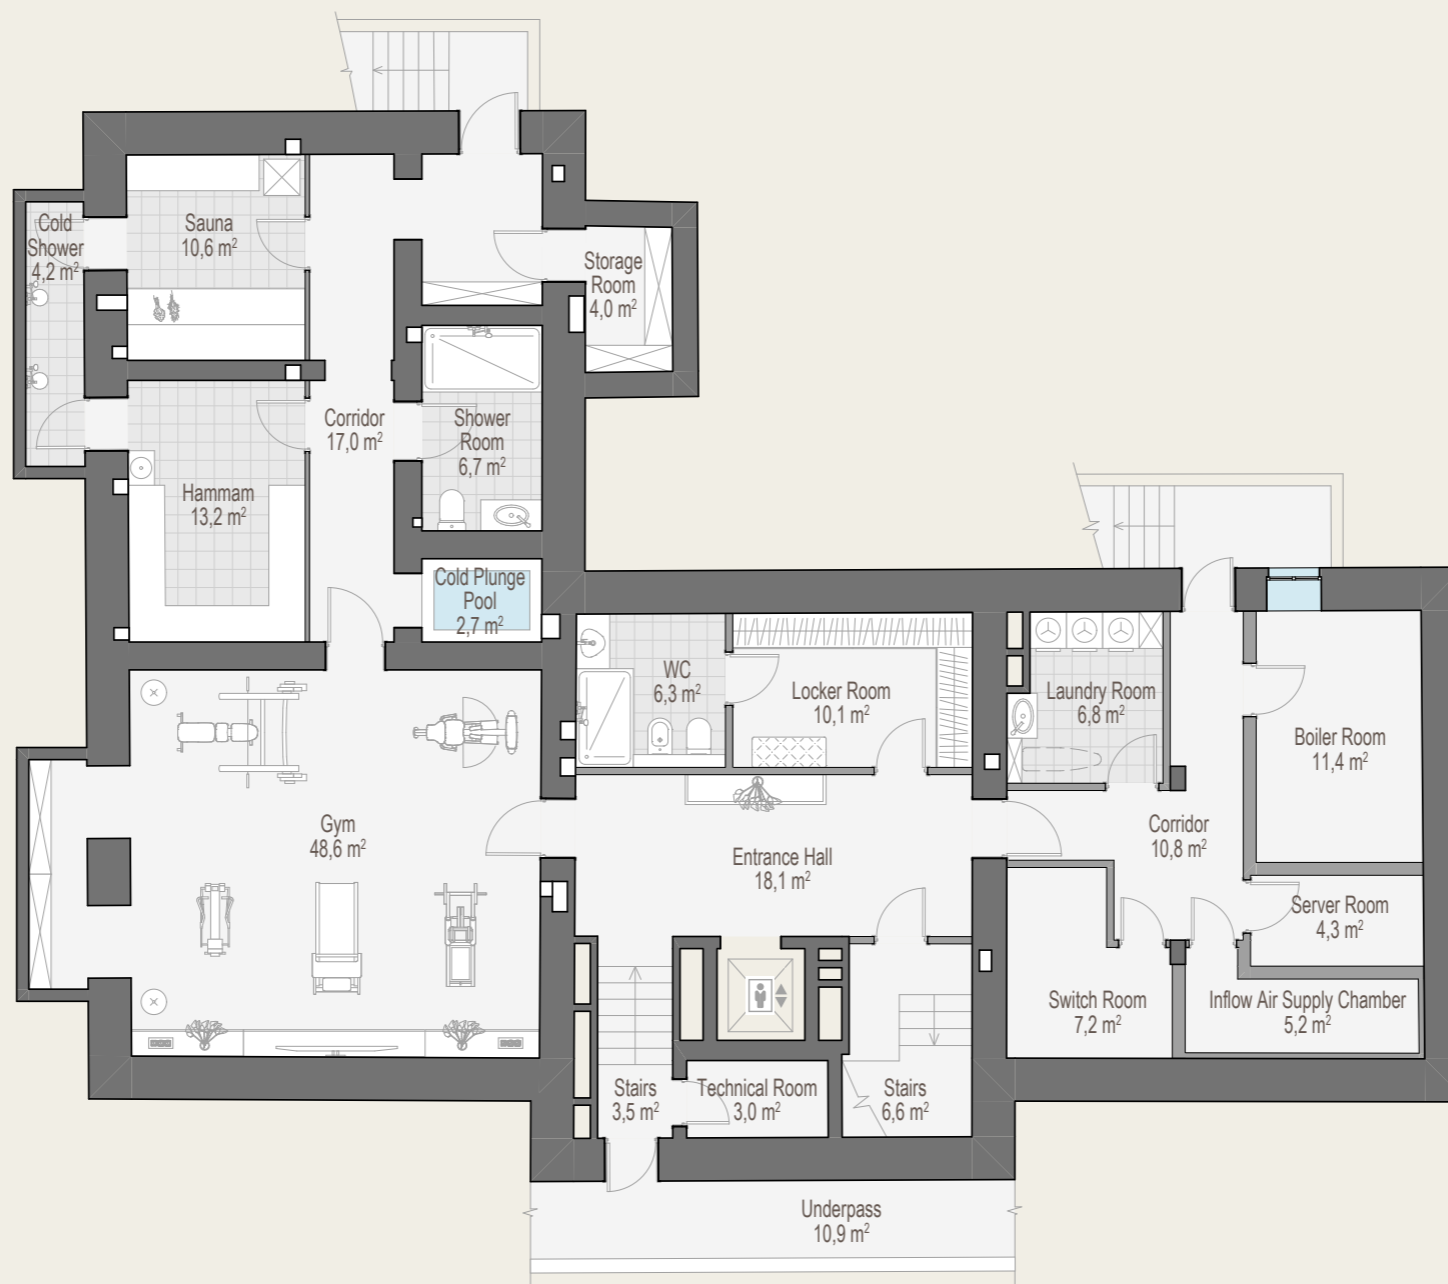 Cold
Shower
4,2 m²
Sauna
10,6 m²
Storage
Room
4,0 m²
Corridor
17,0 m²
Shower
Room
6,7 m²
Hammam
13,2 m²
Cold Plunge
Pool
2,7 m²
WC
6,3 m²
Locker Room
10,1 m²
Laundry Room
6,8 m²
Boiler Room
11,4 m²
Gym
48,6 m²
Entrance Hall
18,1 m²
Corridor
10,8 m²
Server Room
4,3 m²
Switch Room
7,2 m²
Inflow Air Supply Chamber
5,2 m²
Stairs
3,5 m²
Technical Room
3,0 m²
Stairs
6,6 m²
Underpass
10,9 m²